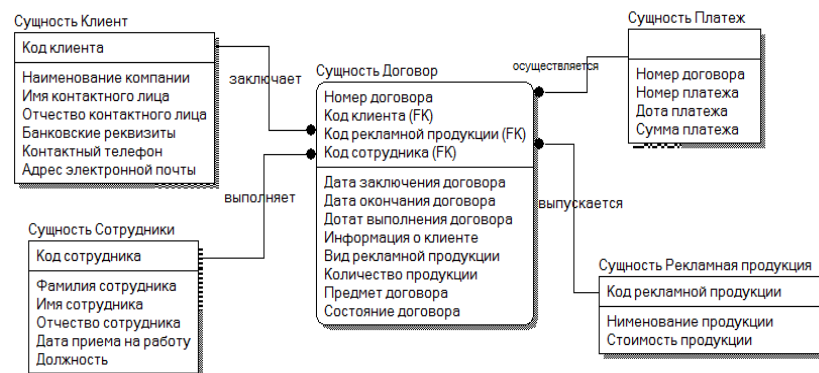 Сущность Клиент
Код клиента
Наименование компании
Имя контактного лица
Отчество контактного лица
Банковские реквизиты
Контактный телефон
Адрес электронной почты
заключает
Сущность Договор
Номер договора
Код клиента (FK)
Код рекламной продукции (FK)
Код сотрудника (FK)
Дата заключения договора
Дата окончания договора
Дотат выполнения договора
Информация о клиенте
Вид рекламной продукции
Количество продукции
Предмет договора
Состояние договора
осуществляется
Сущность Платеж
Номер договора
Номер платежа
Дота платежа
Сумма платежа
выполняет
Сущность Сотрудники
Код сотрудника
Фамилия сотрудника
Имя сотрудника
Отчество сотрудника
Дата приема на работу
Должность
выпускается
Сущность Рекламная продукция
Код рекламной продукции
Нименование продукции
Стоимость продукции